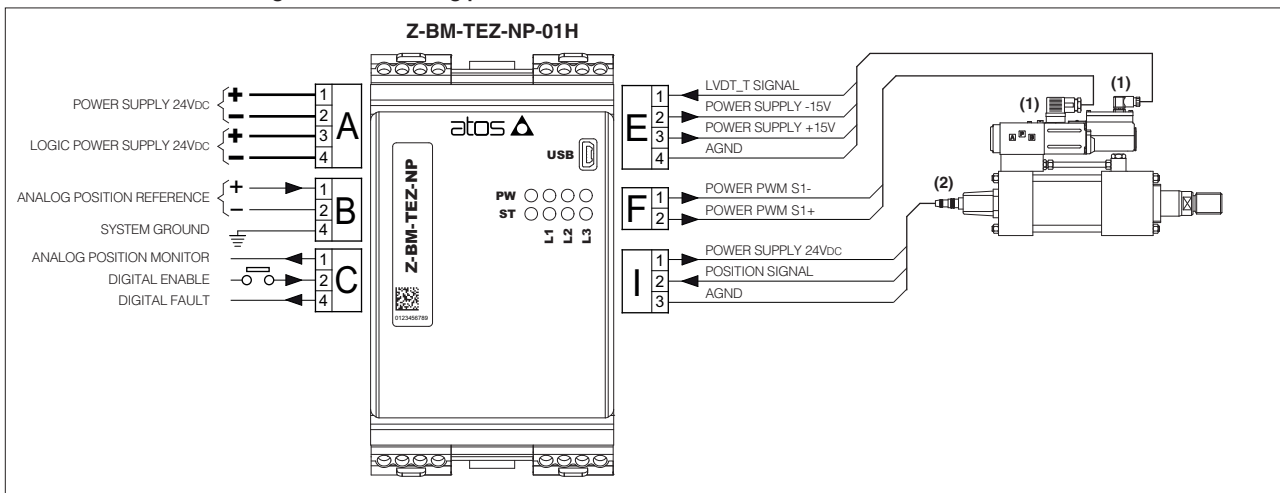 Z-BM-TEZ-NP-01H
POWER SUPPLY 24VDC
+
−
LOGIC POWER SUPPLY 24VDC
+
−
1
2
3
4
A
ANALOG POSITION REFERENCE
+
−
SYSTEM GROUND
1
2
4
B
ANALOG POSITION MONITOR
DIGITAL ENABLE
DIGITAL FAULT
1
2
4
C
atos
USB
PW
ST
L1
L2
L3
Z-BM-TEZ-NP
0123456789
E
1
2
3
4
LVDT_T SIGNAL
POWER SUPPLY -15V
POWER SUPPLY +15V
AGND
F
1
2
POWER PWM S1-
POWER PWM S1+
I
1
2
3
POWER SUPPLY 24VDC
POSITION SIGNAL
AGND
(1)
(1)
(2)
A
B